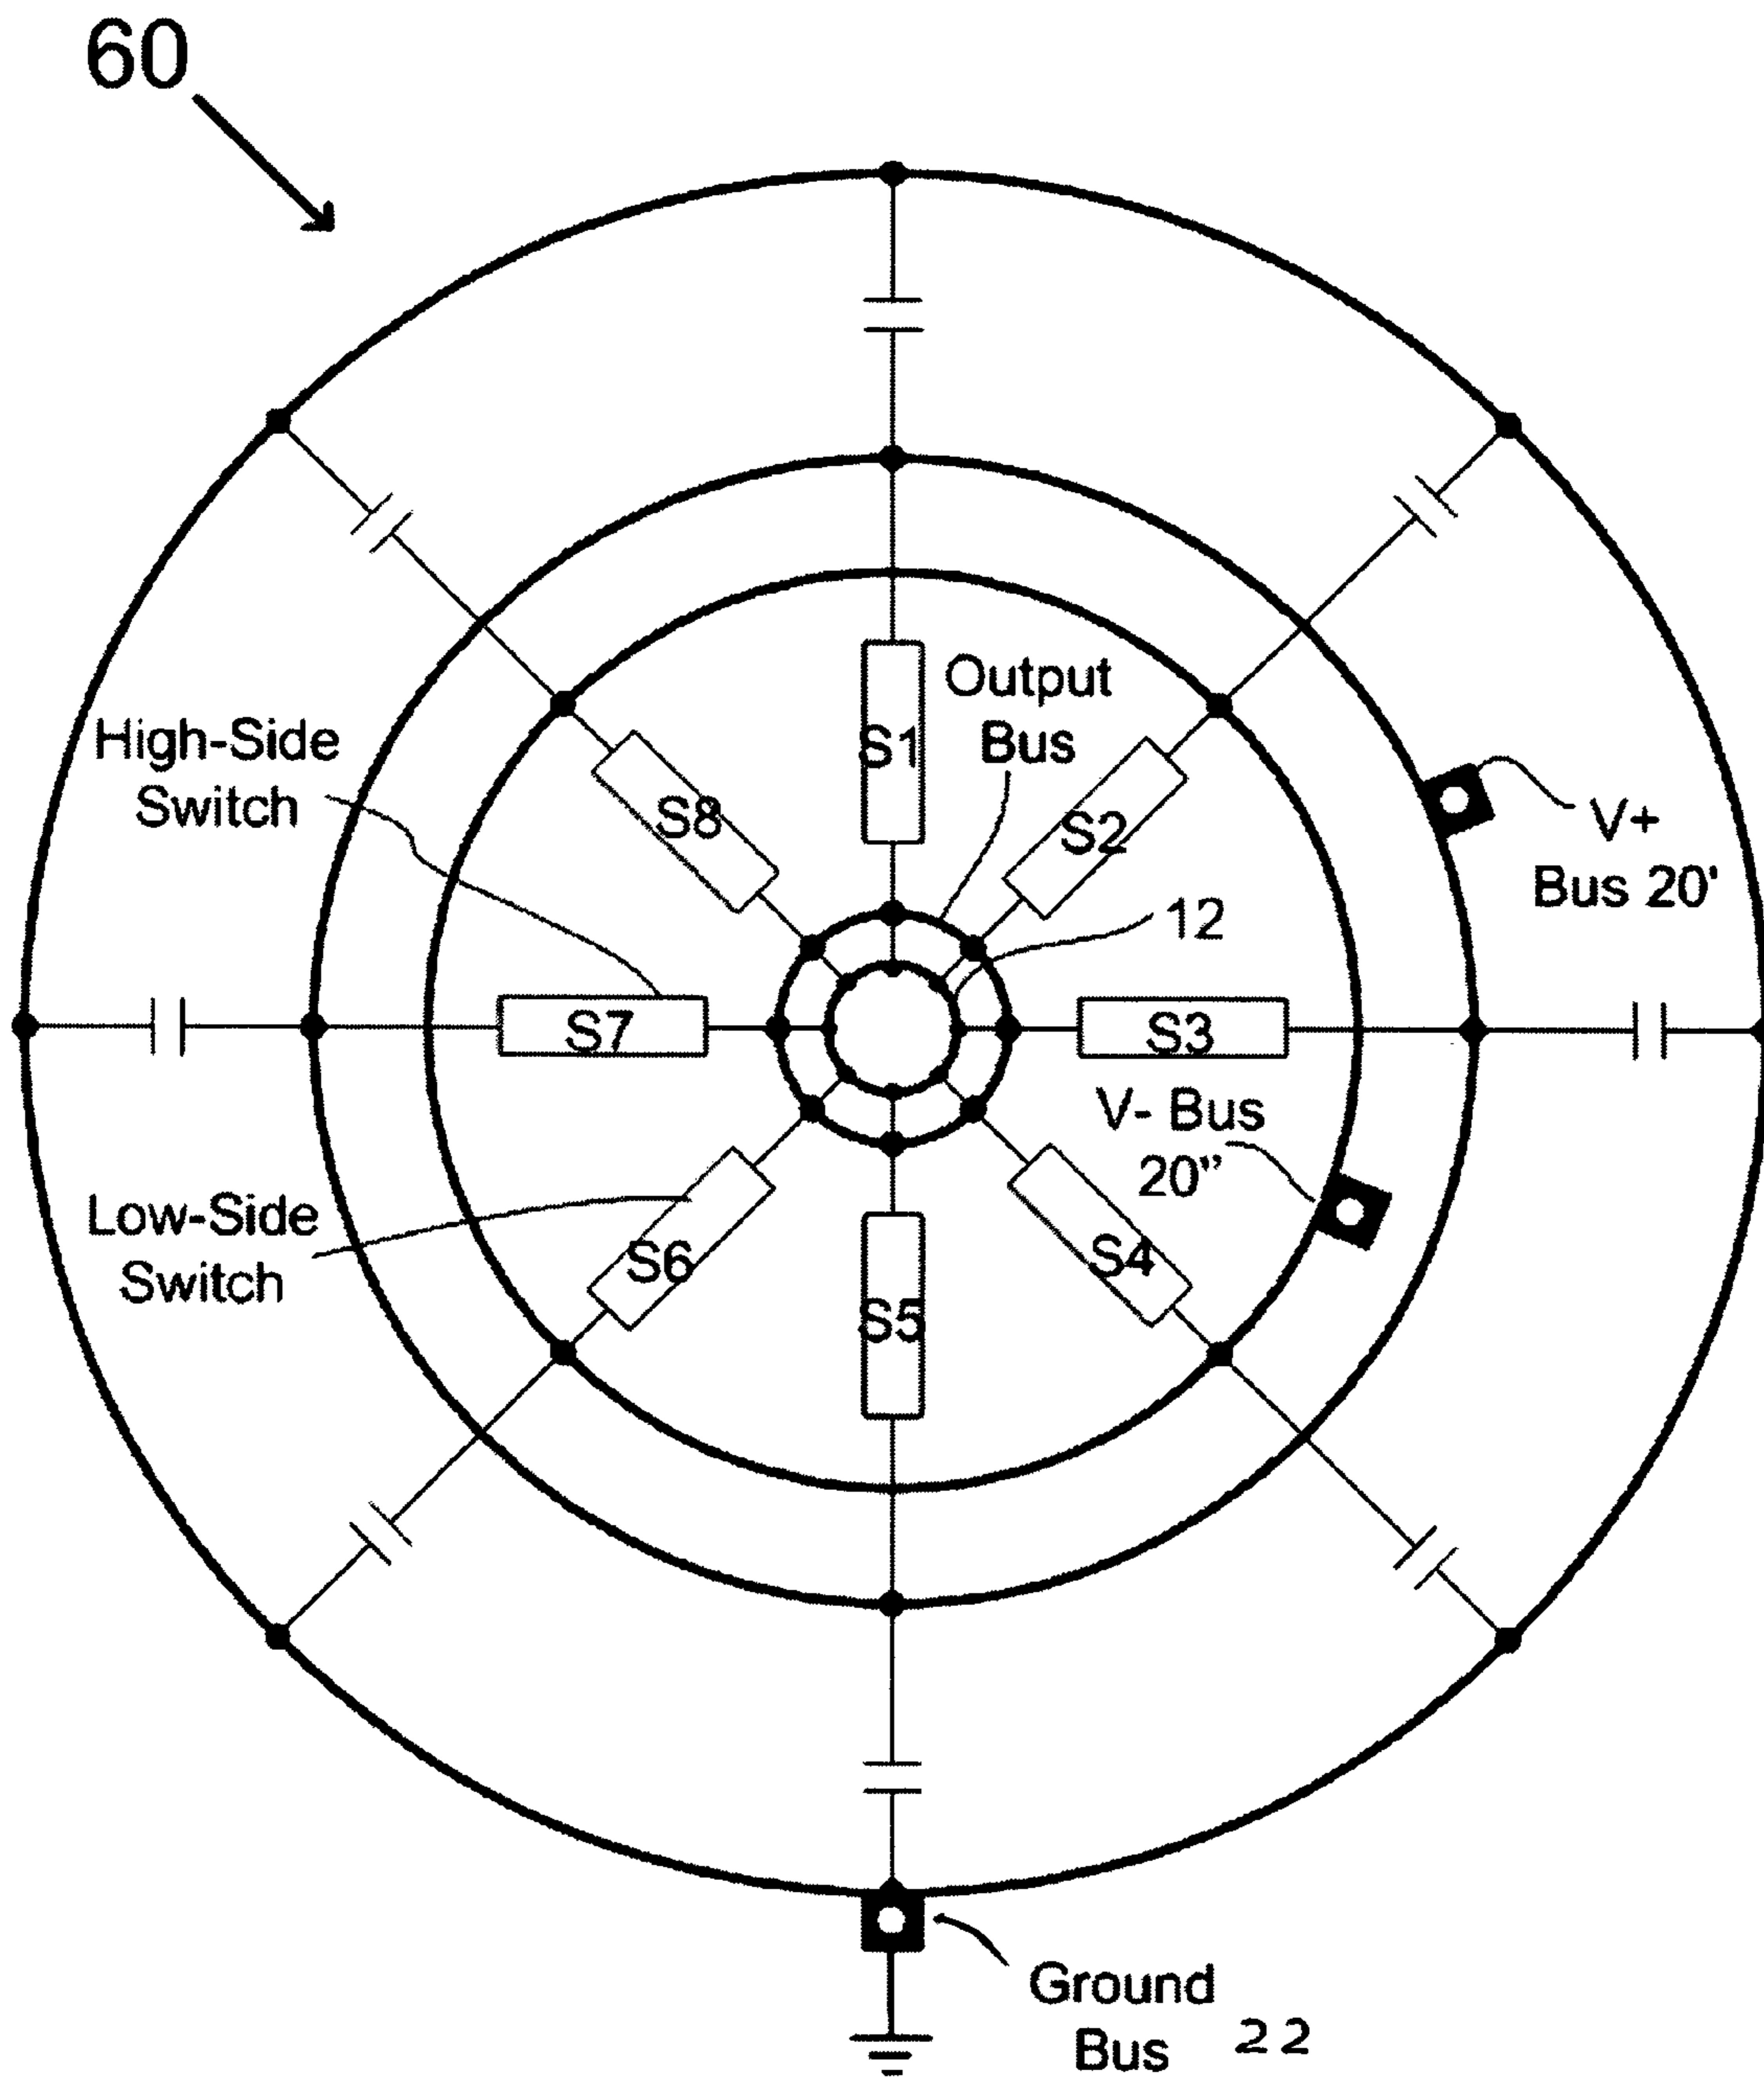 60
Output
Bus
S1
High-Side
Switch
S8
S2
V+
Bus 20'
12
S7
S3
V- Bus
20"
Low-Side
Switch
S6
S4
S5
Ground
Bus 22